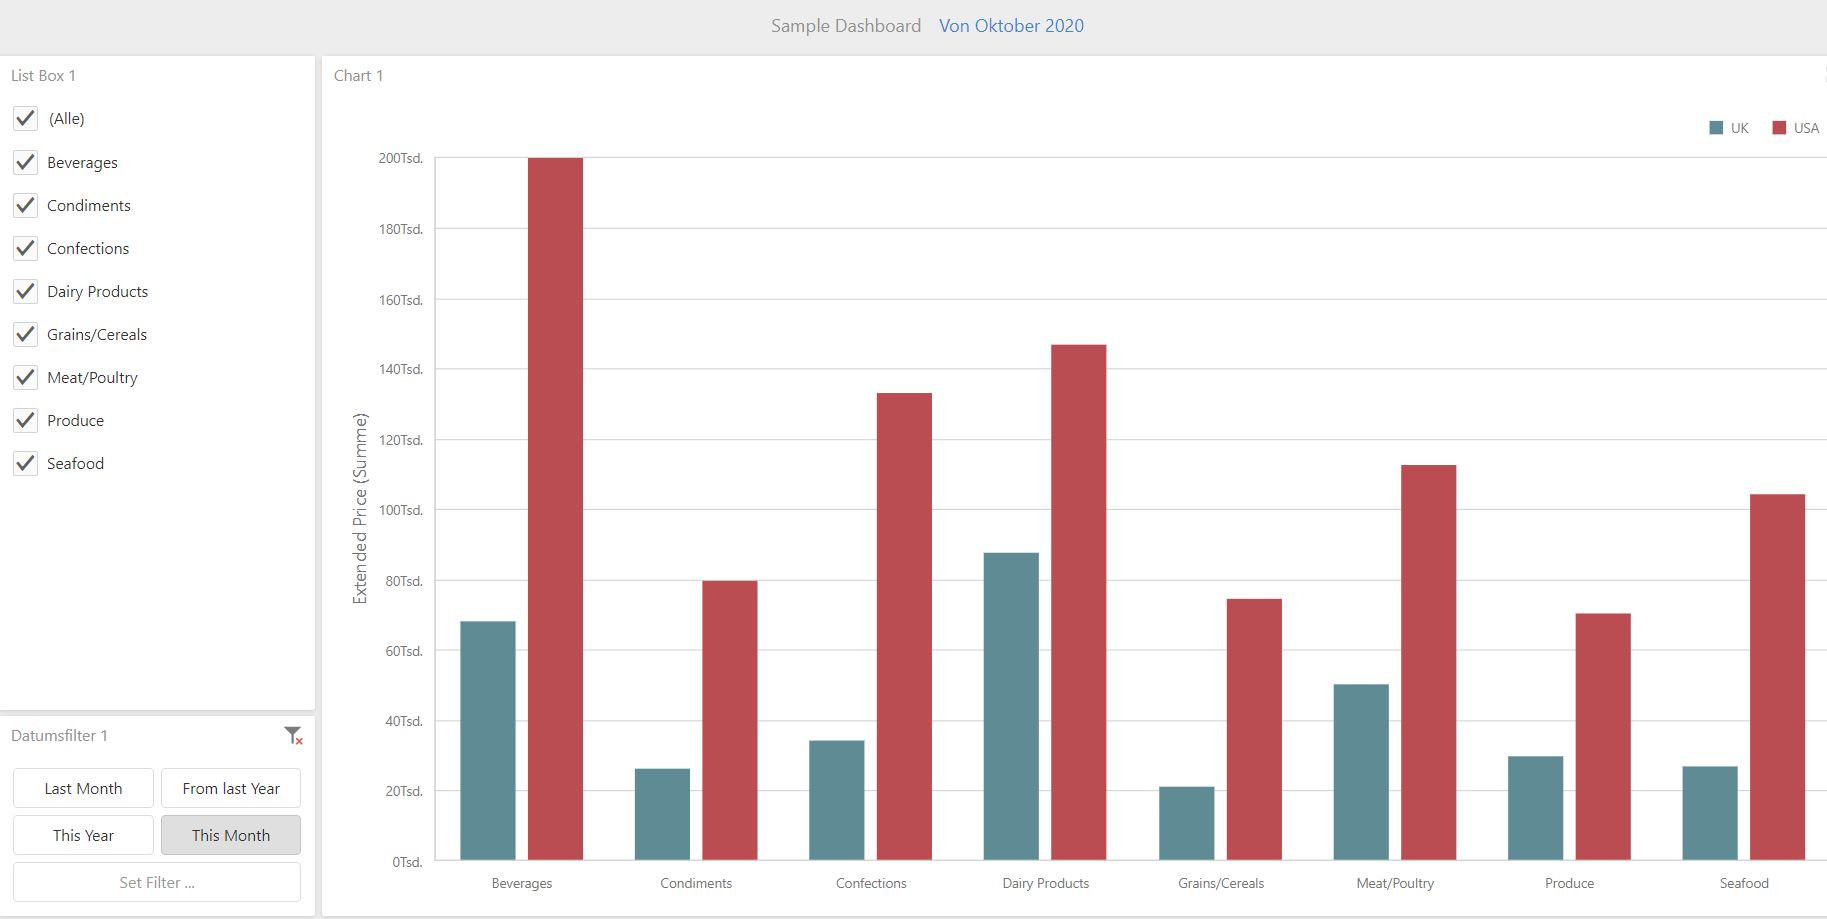 Sample Dashboard Von Oktober 2020
List Box 1
(Alle)
Beverages
Condiments
Confections
Dairy Products
Grains/Cereals
Meat/Poultry
Produce
Seafood
Datumsfilter 1
Last Month From last Year
This Year This Month
Set Filter ...
Chart 1
UK USA
Extended Price (Summe)
200Tsd.
180Tsd.
160Tsd.
140Tsd.
120Tsd.
100Tsd.
80Tsd.
60Tsd.
40Tsd.
20Tsd.
0Tsd.
Beverages Condiments Confections Dairy Products Grains/Cereals Meat/Poultry Produce Seafood